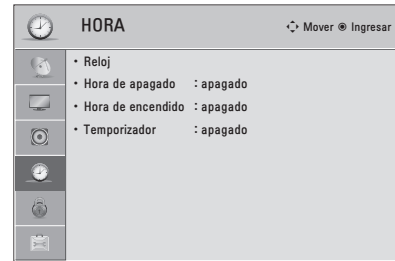 HORA
Mover ◉ Ingresar
• Reloj
• Hora de apagado : apagado
• Hora de encendido : apagado
• Temporizador : apagado